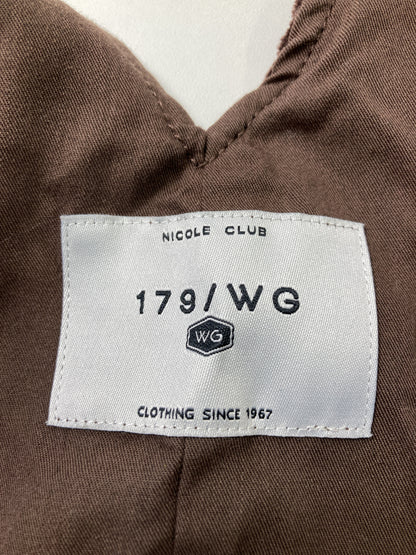 NICOLE CLUB
179/WG
WG
CLOTHING SINCE 1967